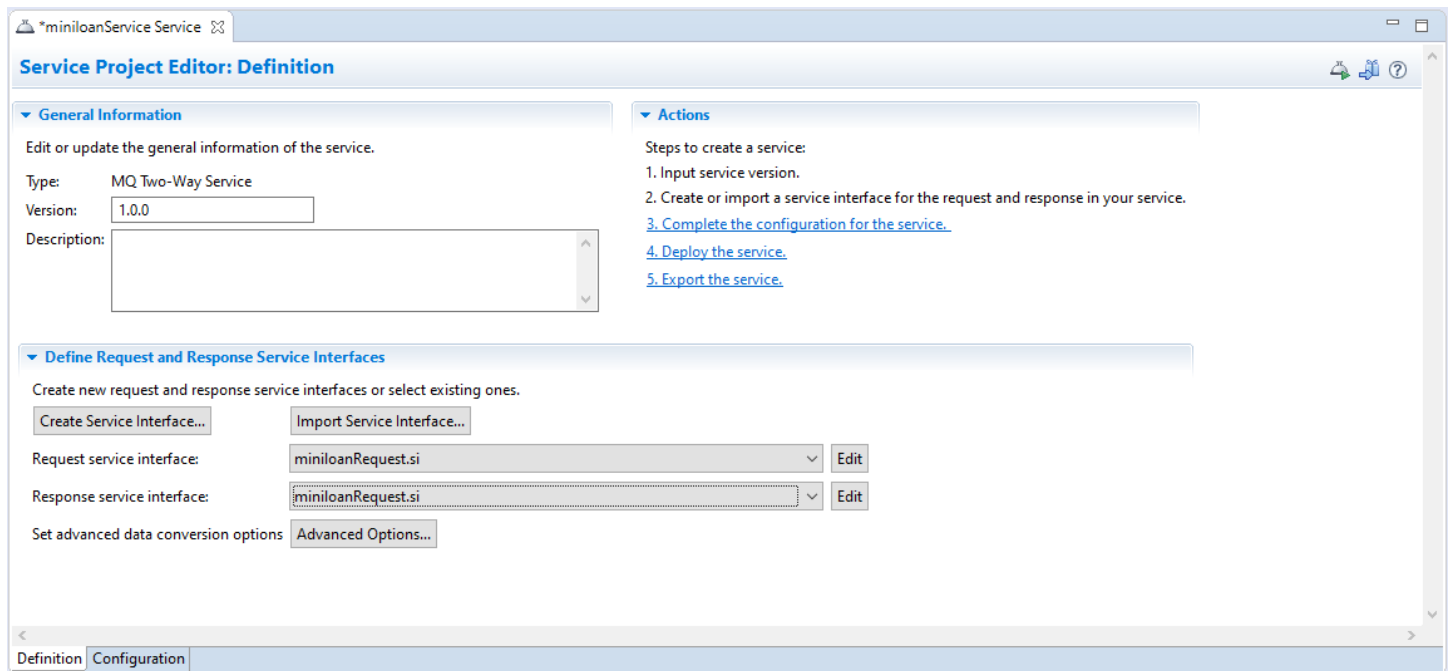 *miniloanService Service
Service Project Editor: Definition
General Information
Edit or update the general information of the service.
Type: MQ Two-Way Service
Version: 1.0.0
Description:
Actions
Steps to create a service:
1. Input service version.
2. Create or import a service interface for the request and response in your service.
3. Complete the configuration for the service.
4. Deploy the service.
5. Export the service.
Define Request and Response Service Interfaces
Create new request and response service interfaces or select existing ones.
Create Service Interface... Import Service Interface...
Request service interface: miniloanRequest.si Edit
Response service interface: miniloanRequest.si Edit
Set advanced data conversion options Advanced Options...
Definition Configuration